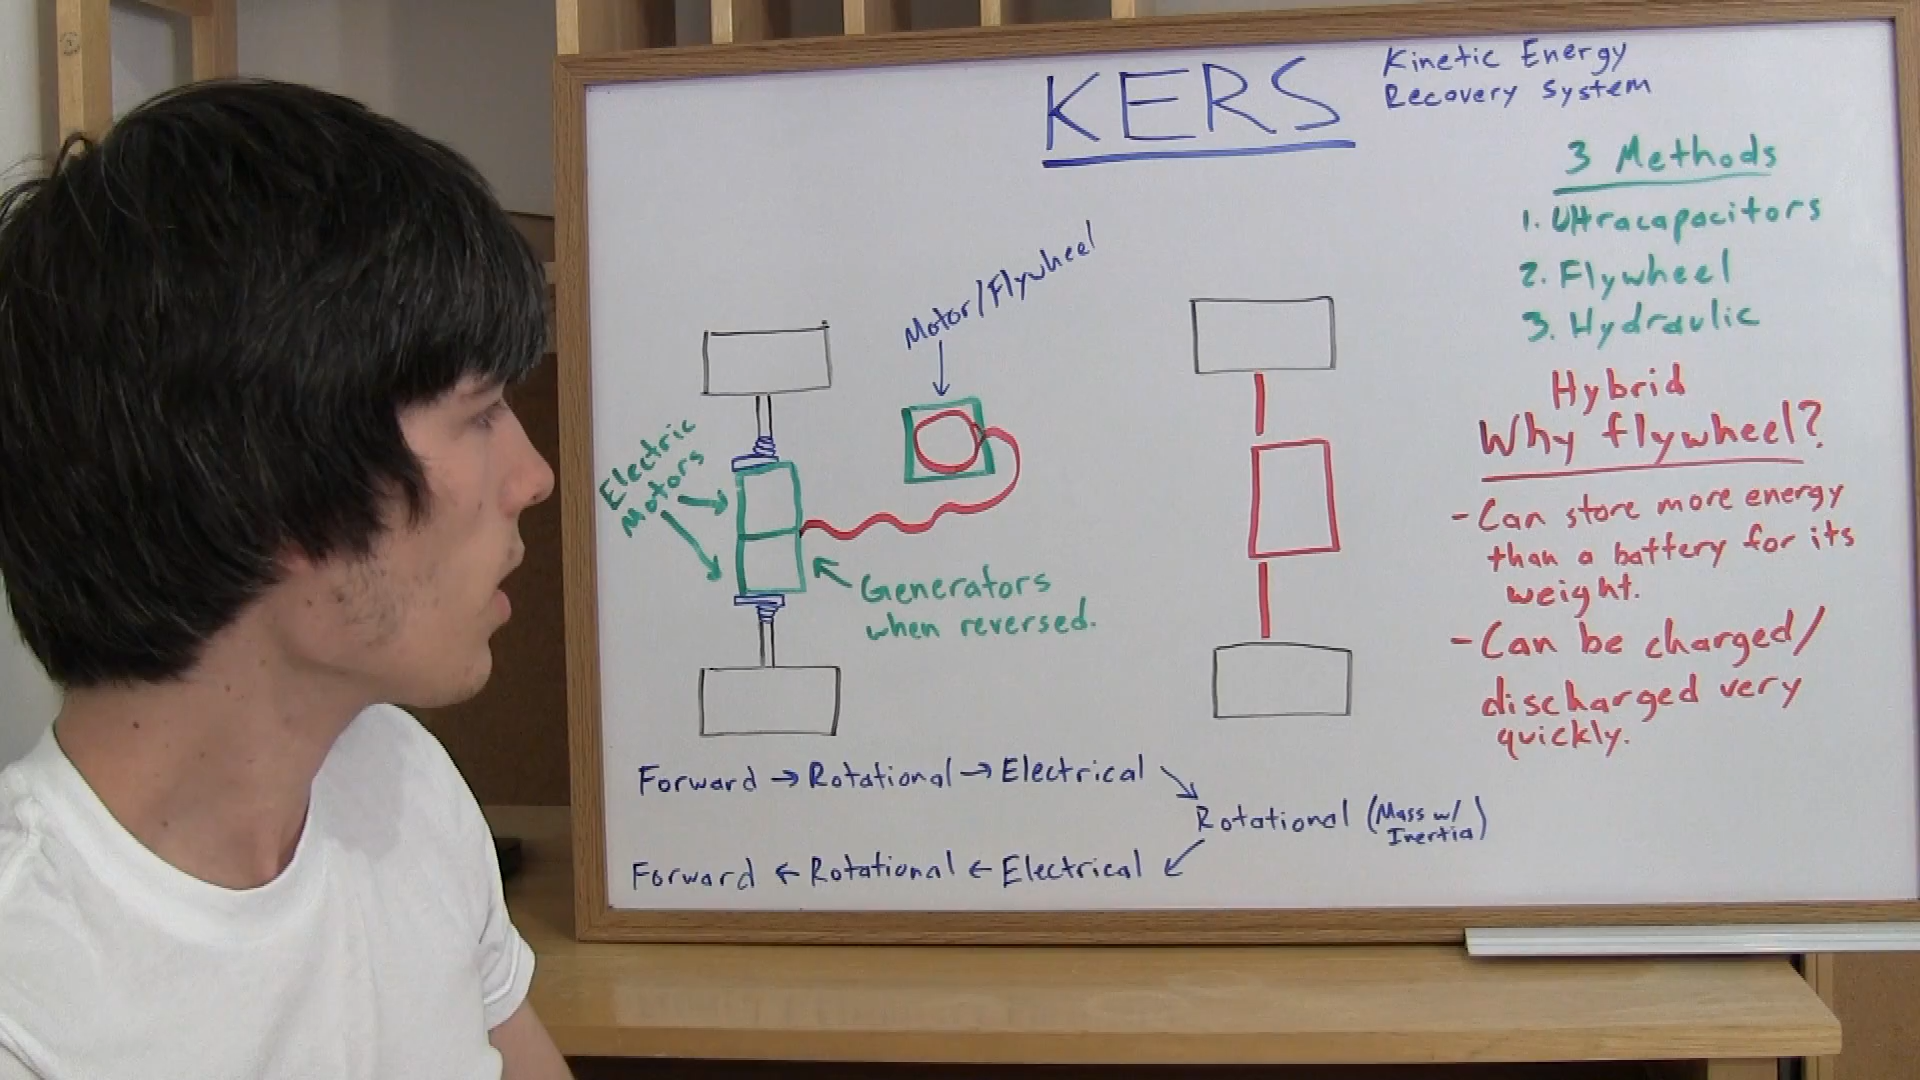 KERS
Kinetic Energy
Recovery System
3 Methods
1. Ultracapacitors
2. Flywheel
3. Hydraulic
Motor/Flywheel
Electric
Motors
Generators
when reversed.
Hybrid
Why flywheel?
- Can store more energy
than a battery for its
weight.
- Can be charged/
discharged very
quickly.
Forward → Rotational → Electrical ↘
Rotational (Mass w/
Inertia)
Forward ← Rotational ← Electrical ↙